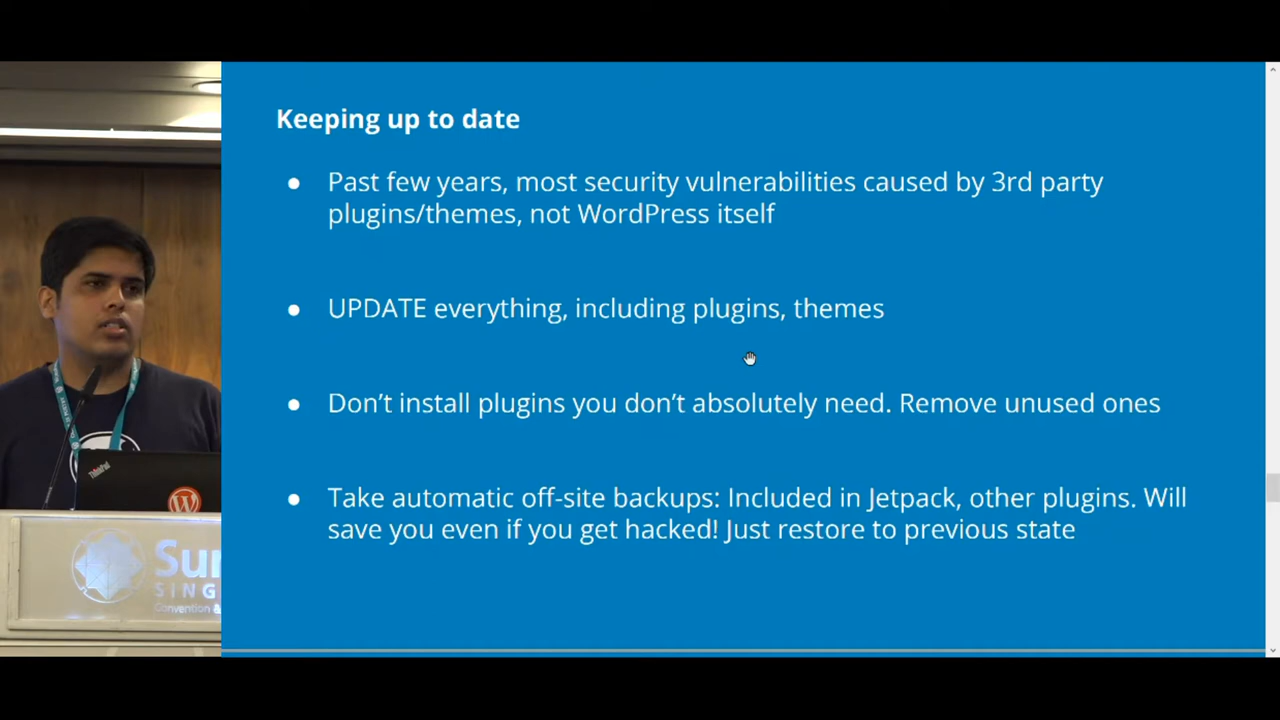 Keeping up to date
● Past few years, most security vulnerabilities caused by 3rd party
plugins/themes, not WordPress itself
● UPDATE everything, including plugins, themes
● Don't install plugins you don't absolutely need. Remove unused ones
● Take automatic off-site backups: Included in Jetpack, other plugins. Will
save you even if you get hacked! Just restore to previous state
ThinkPad
SING
Convention &